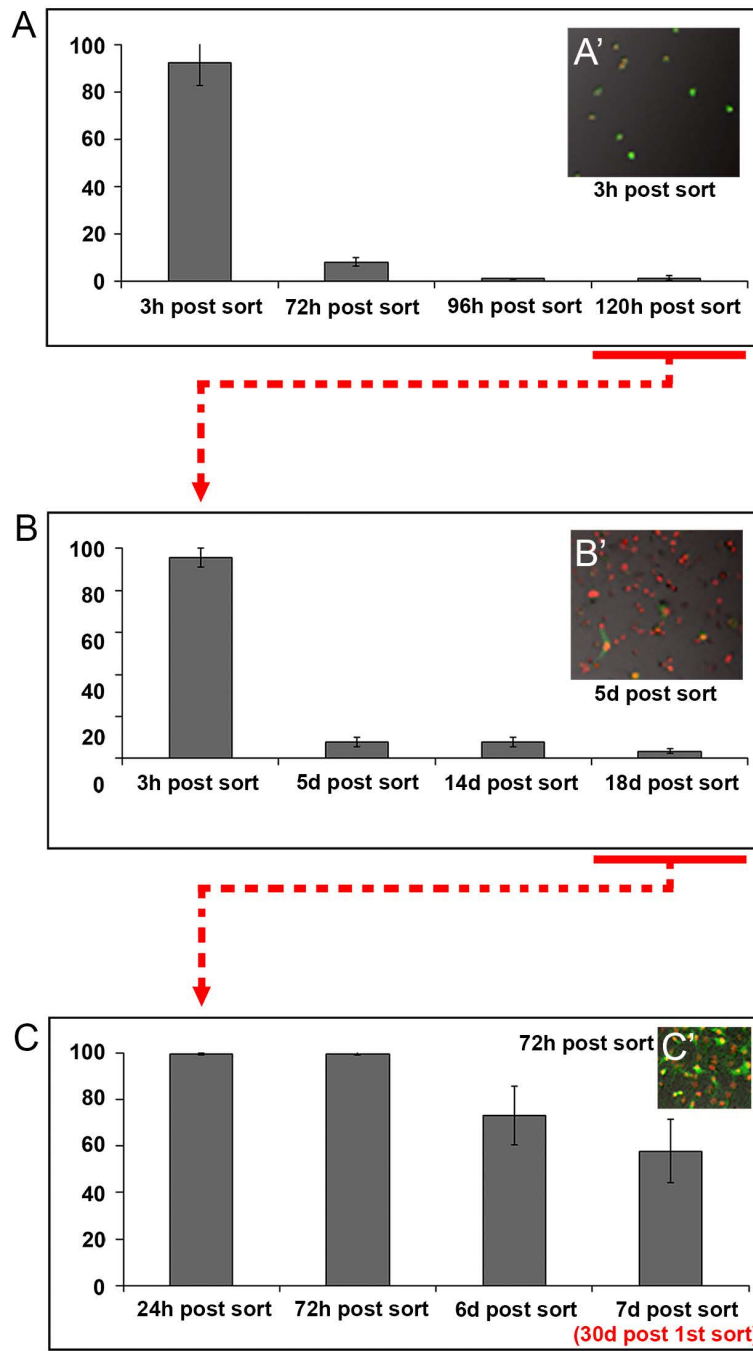 A
100
80
60
40
20
0
A'
3h post sort
3h post sort 72h post sort 96h post sort 120h post sort
B
100
80
60
40
20
0
B'
5d post sort
3h post sort 5d post sort 14d post sort 18d post sort
C
100
80
60
40
20
0
72h post sort
C'
24h post sort 72h post sort 6d post sort 7d post sort
(30d post 1st sort)